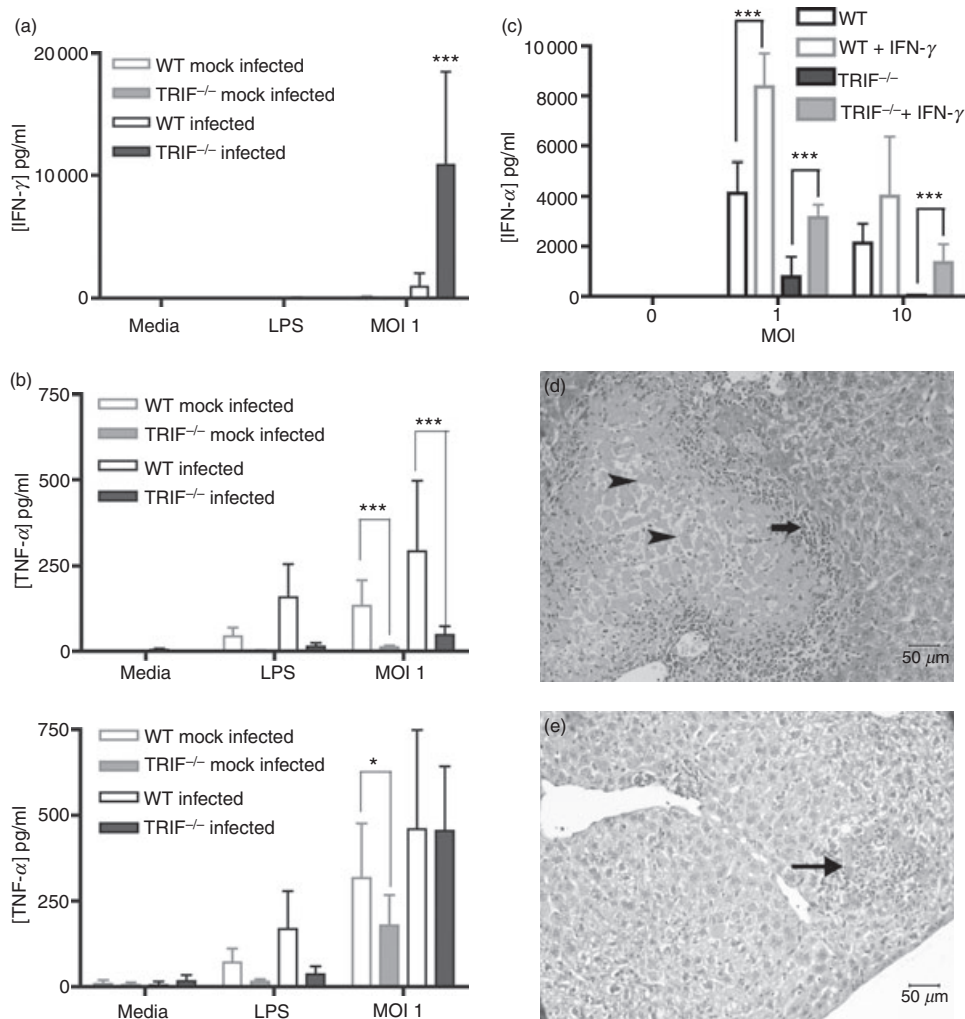 (a)
20 000
10 000
0
[IFN-γ] pg/ml
WT mock infected
TRIF–/– mock infected
WT infected
TRIF–/– infected
***
Media
LPS
MOI 1
(c)
10 000
8000
6000
4000
2000
0
[IFN-α] pg/ml
***
***
***
WT
WT + IFN-γ
TRIF–/–
TRIF–/–+ IFN-γ
0
1
10
MOI
(b)
750
500
250
0
[TNF-α] pg/ml
WT mock infected
TRIF–/– mock infected
WT infected
TRIF–/– infected
***
***
Media
LPS
MOI 1
750
500
250
0
[TNF-α] pg/ml
WT mock infected
TRIF–/– mock infected
WT infected
TRIF–/– infected
*
Media
LPS
MOI 1
(d)
50 μm
(e)
50 μm